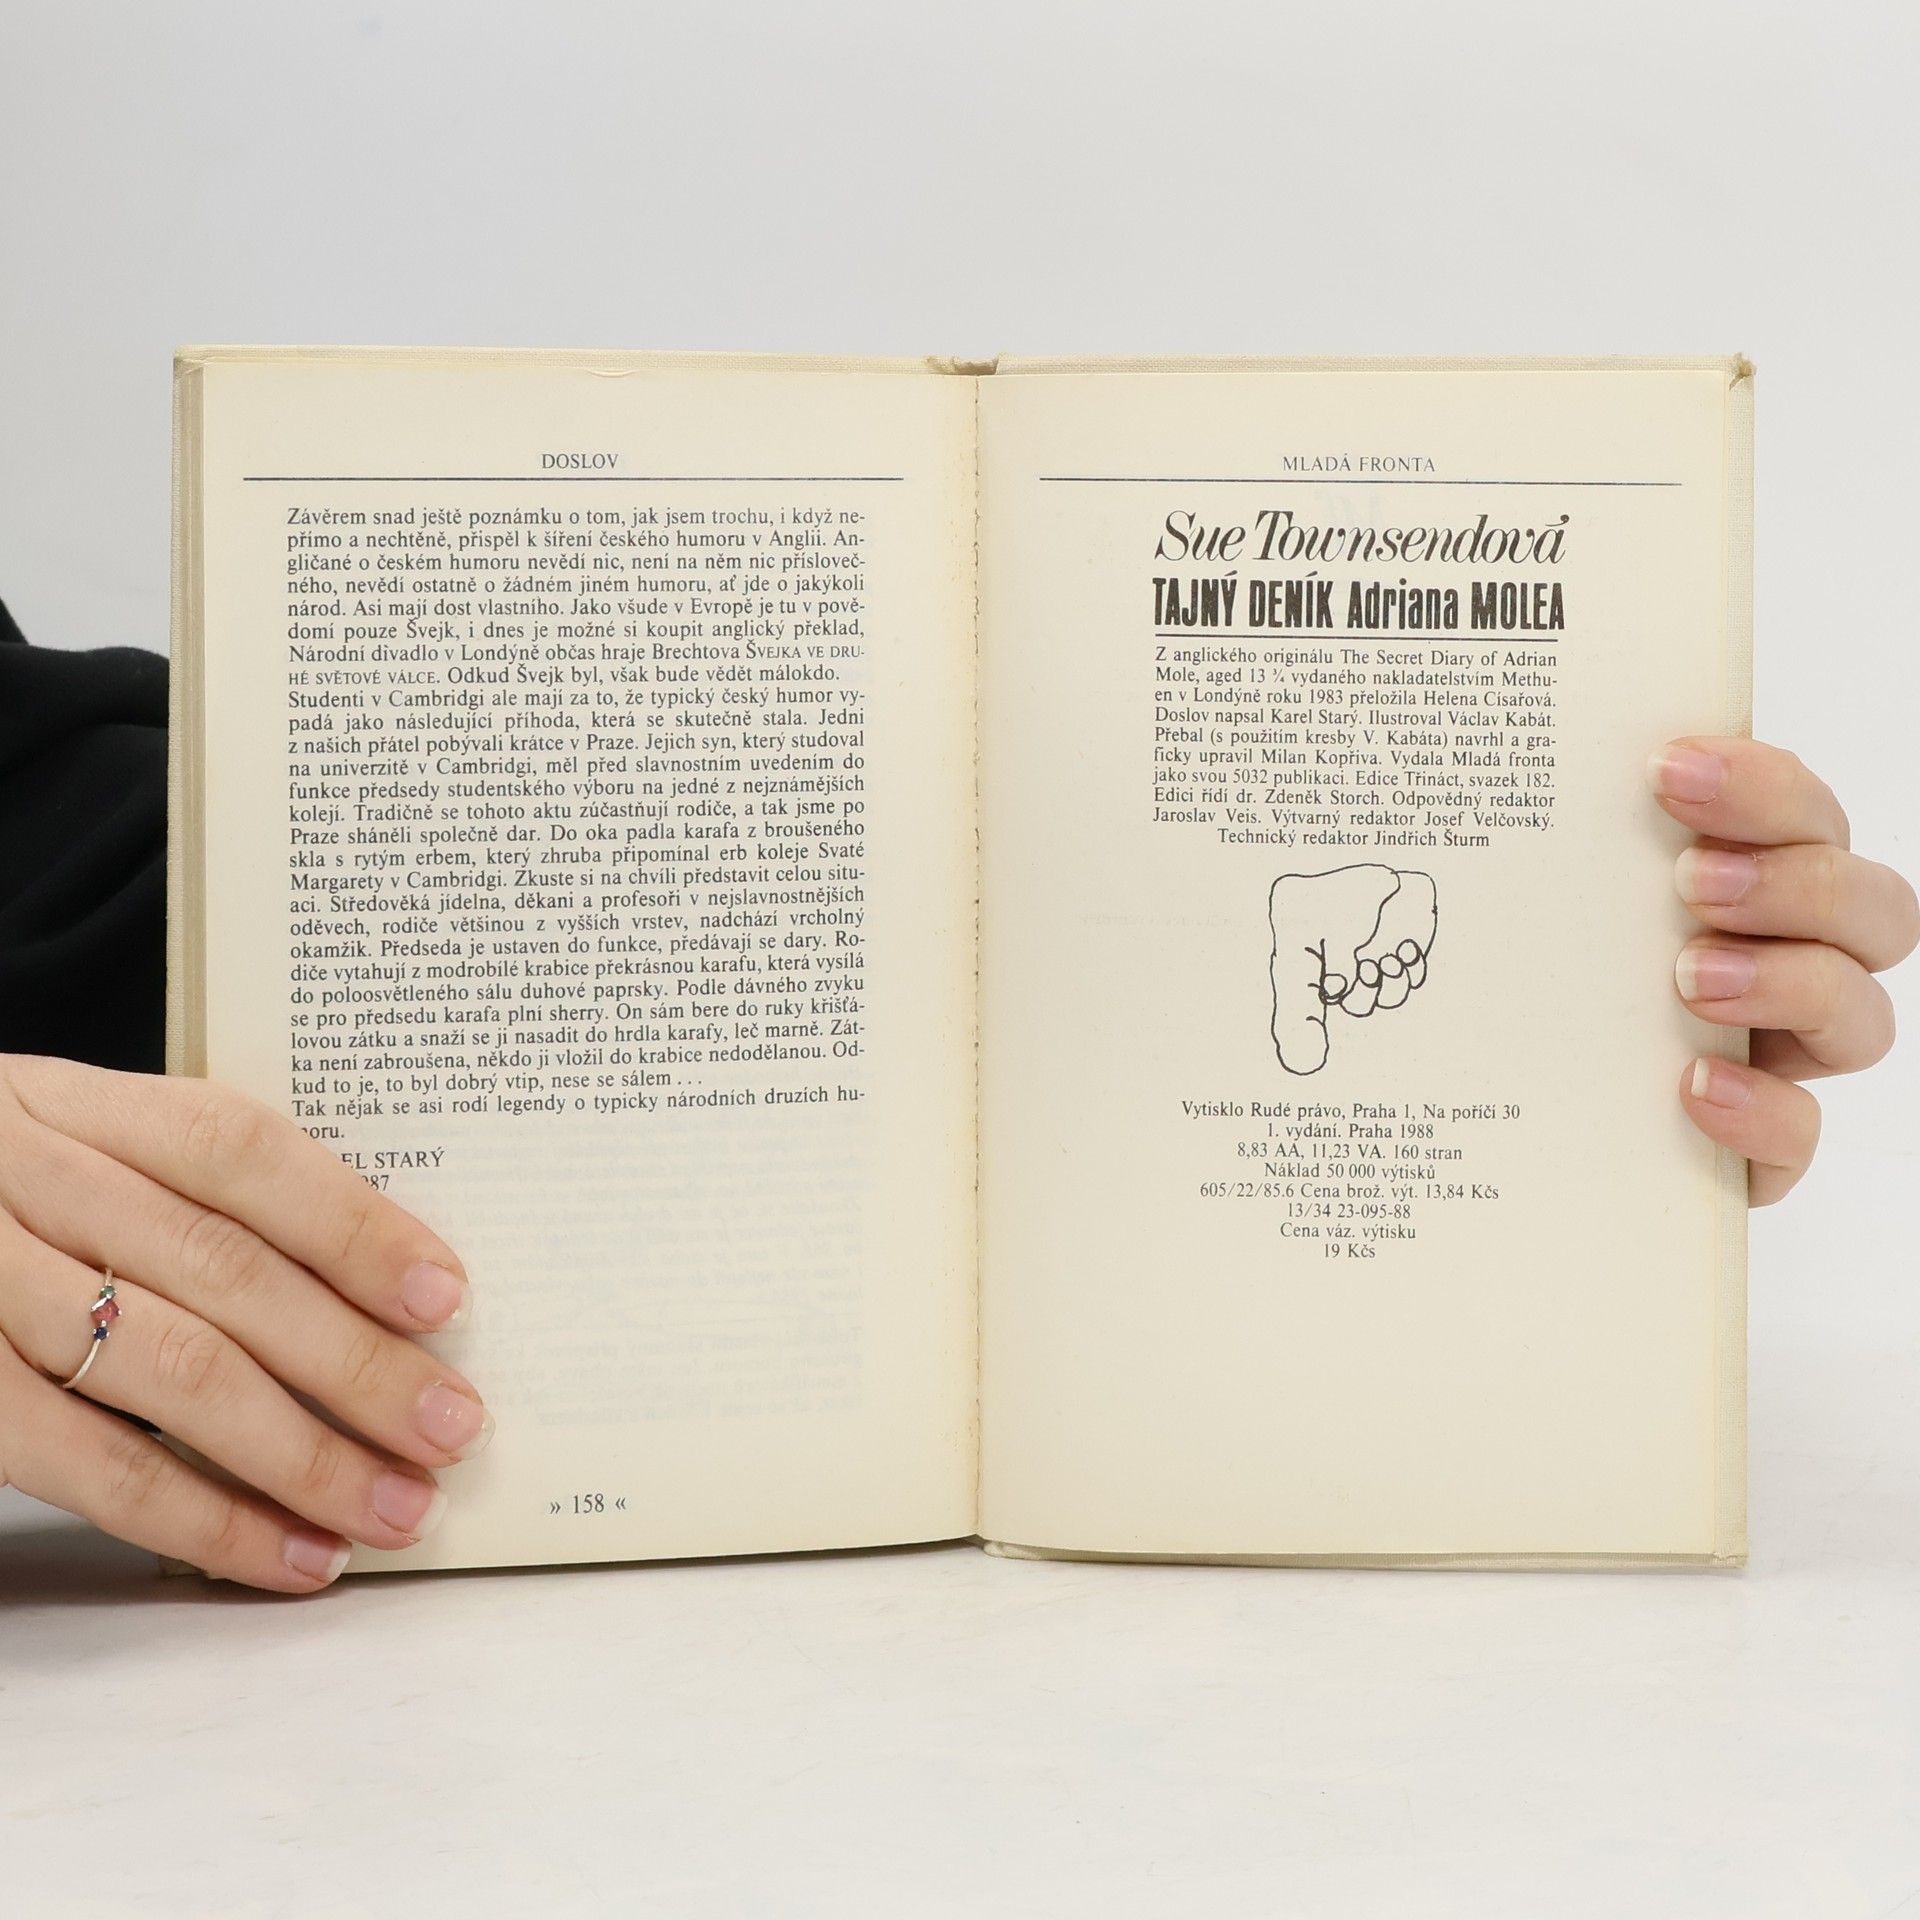 DOSLOV
Závěrem snad ještě poznámku o tom, jak jsem trochu, i když ne-
přímo a nechtěně, přispěl k šíření českého humoru v Anglii. An-
gličané o českém humoru nevědí nic, není na něm nic přísloveč-
ného, nevědí ostatně o žádném jiném humoru, ať jde o jakýkoli
národ. Asi mají dost vlastního. Jako všude v Evropě je tu v pově-
domí pouze Švejk, i dnes je možné si koupit anglický překlad,
Národní divadlo v Londýně občas hraje Brechtova ŠVEJKA VE DRU-
HÉ SVĚTOVÉ VÁLCE. Odkud Švejk byl, však bude vědět málokdo.
Studenti v Cambridgi ale mají za to, že typický český humor vy-
padá jako následující příhoda, která se skutečně stala. Jedni
z našich přátel pobývali krátce v Praze. Jejich syn, který studoval
na univerzitě v Cambridgi, měl před slavnostním uvedením do
funkce předsedy studentského výboru na jedné z nejznámějších
kolejí. Tradičně se tohoto aktu zúčastňují rodiče, a tak jsme po
Praze sháněli společně dar. Do oka padla karafa z broušeného
skla s rytým erbem, který zhruba připomínal erb koleje Svaté
Margarety v Cambridgi. Zkuste si na chvíli představit celou situ-
aci. Středověká jídelna, děkani a profesoři v nejslavnostnějších
oděvech, rodiče většinou z vyšších vrstev, nadchází vrcholný
okamžik. Předseda je ustaven do funkce, předávají se dary. Ro-
diče vytahují z modrobílé krabice překrásnou karafu, která vysílá
do poloosvětleného sálu duhové paprsky. Podle dávného zvyku
se pro předsedu karafa plní sherry. On sám bere do ruky křišťá-
lovou zátku a snaží se ji nasadit do hrdla karafy, leč marně. Zát-
ka není zabroušena, někdo ji vložil do krabice nedodělanou. Od-
kud to je, to byl dobrý vtip, nese se sálem . . .
Tak nějak se asi rodí legendy o typicky národních druzích hu-
moru.
EL STARÝ
87
» 158 «
MLADÁ FRONTA
Sue Townsendová
TAJNÝ DENÍK Adriana MOLEA
Z anglického originálu The Secret Diary of Adrian
Mole, aged 13 ¾ vydaného nakladatelstvím Methu-
en v Londýně roku 1983 přeložila Helena Císařová.
Doslov napsal Karel Starý. Ilustroval Václav Kabát.
Přebal (s použitím kresby V. Kabáta) navrhl a gra-
ficky upravil Milan Kopřiva. Vydala Mladá fronta
jako svou 5032 publikaci. Edice Třináct, svazek 182.
Edici řídí dr. Zdeněk Storch. Odpovědný redaktor
Jaroslav Veis. Výtvarný redaktor Josef Velčovský.
Technický redaktor Jindřich Šturm
Vytisklo Rudé právo, Praha 1, Na poříčí 30
1. vydání. Praha 1988
8,83 AA, 11,23 VA. 160 stran
Náklad 50 000 výtisků
605/22/85.6 Cena brož. výt. 13,84 Kčs
13/34 23-095-88
Cena váz. výtisku
19 Kčs